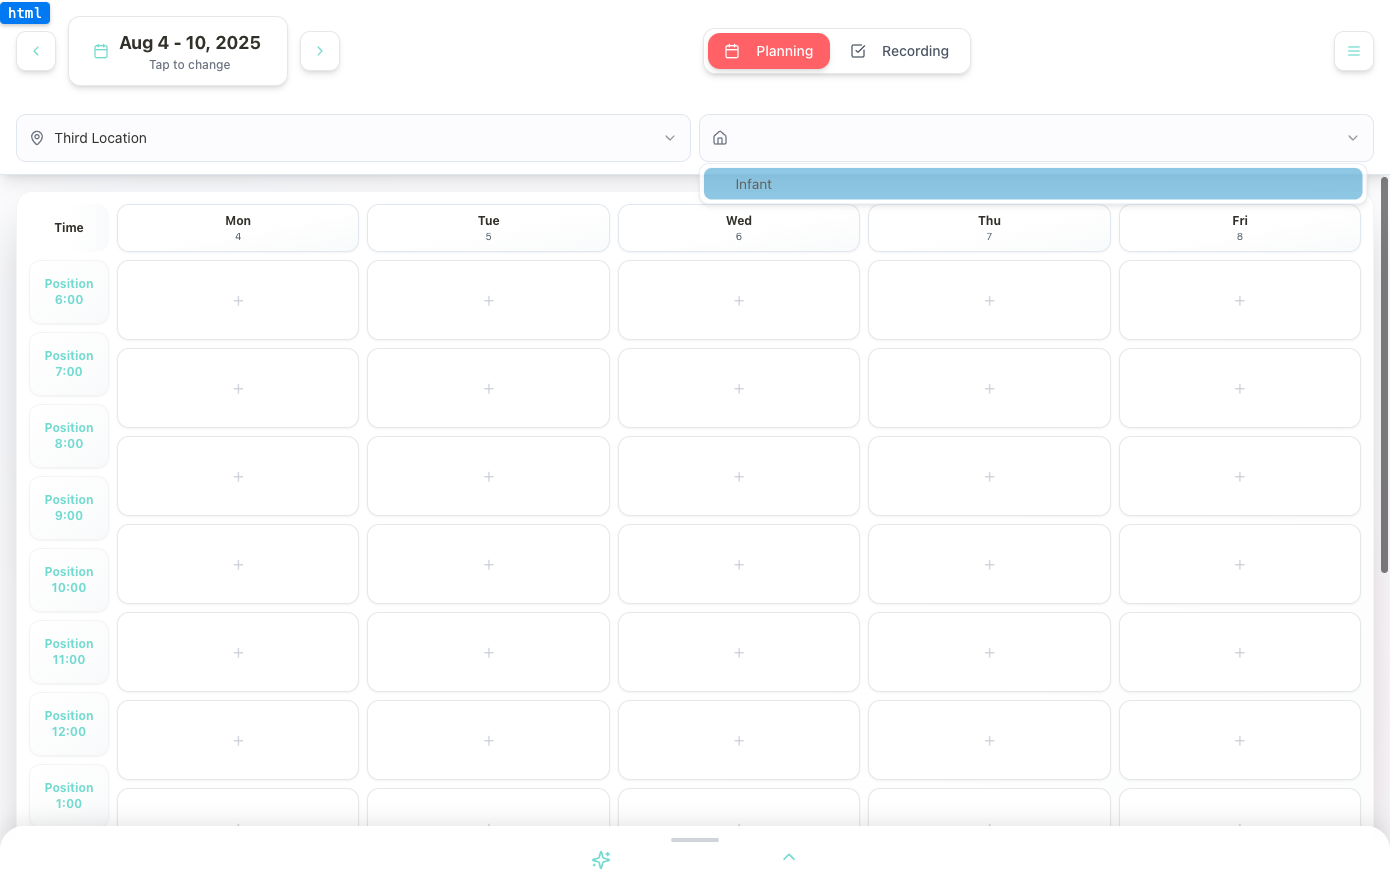 html
Aug 4 - 10, 2025
Tap to change
Planning
Recording
Third Location
Infant
Time
Mon
4
Tue
5
Wed
6
Thu
7
Fri
8
Position
6:00
Position
7:00
Position
8:00
Position
9:00
Position
10:00
Position
11:00
Position
12:00
Position
1:00